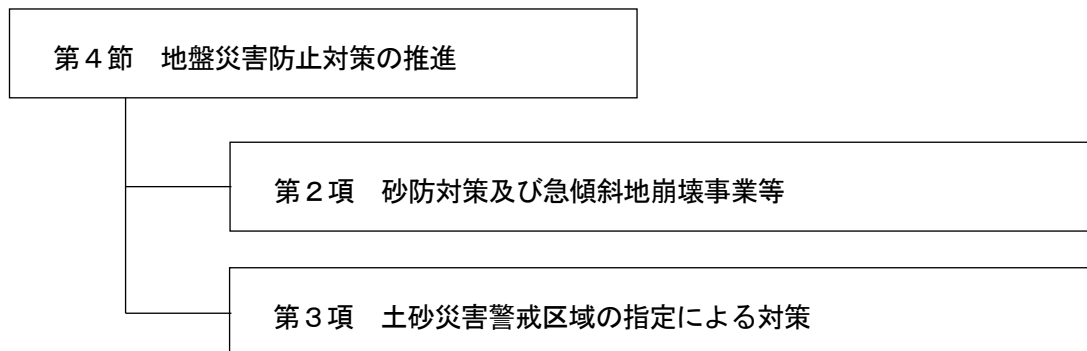 第４節　地盤災害防止対策の推進
第２項　砂防対策及び急傾斜地崩壊事業等
第３項　土砂災害警戒区域の指定による対策